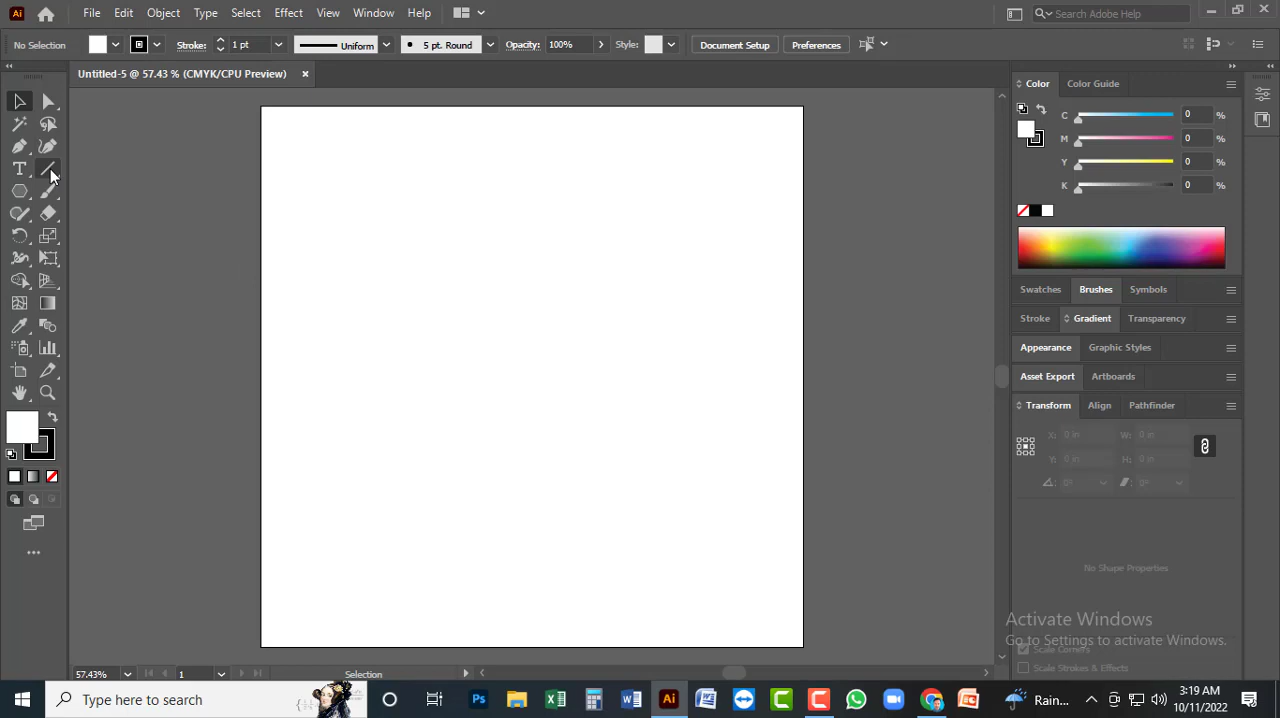 Ai File Edit Object Type Select Effect View Window Help Search Adobe Help
No Selection Stroke: 1 pt Uniform 5 pt. Round Opacity: 100% Style: Document Setup Preferences
Untitled-5 @ 57.43 % (CMYK/CPU Preview)
Color Color Guide
C 0 %
M 0 %
Y 0 %
K 0 %
Swatches Brushes Symbols
Stroke Gradient Transparency
Appearance Graphic Styles
Asset Export Artboards
Transform Align Pathfinder
X: 0 in W: 0 in
Y: 0 in H: 0 in
0° 0°
No Shape Properties
Activate Windows
Go to Settings to activate Windows.
Scale Corners
Scale Strokes & Effects
57.43% 1 Selection
Type here to search Ps Ai Rain... 3:19 AM
10/11/2022